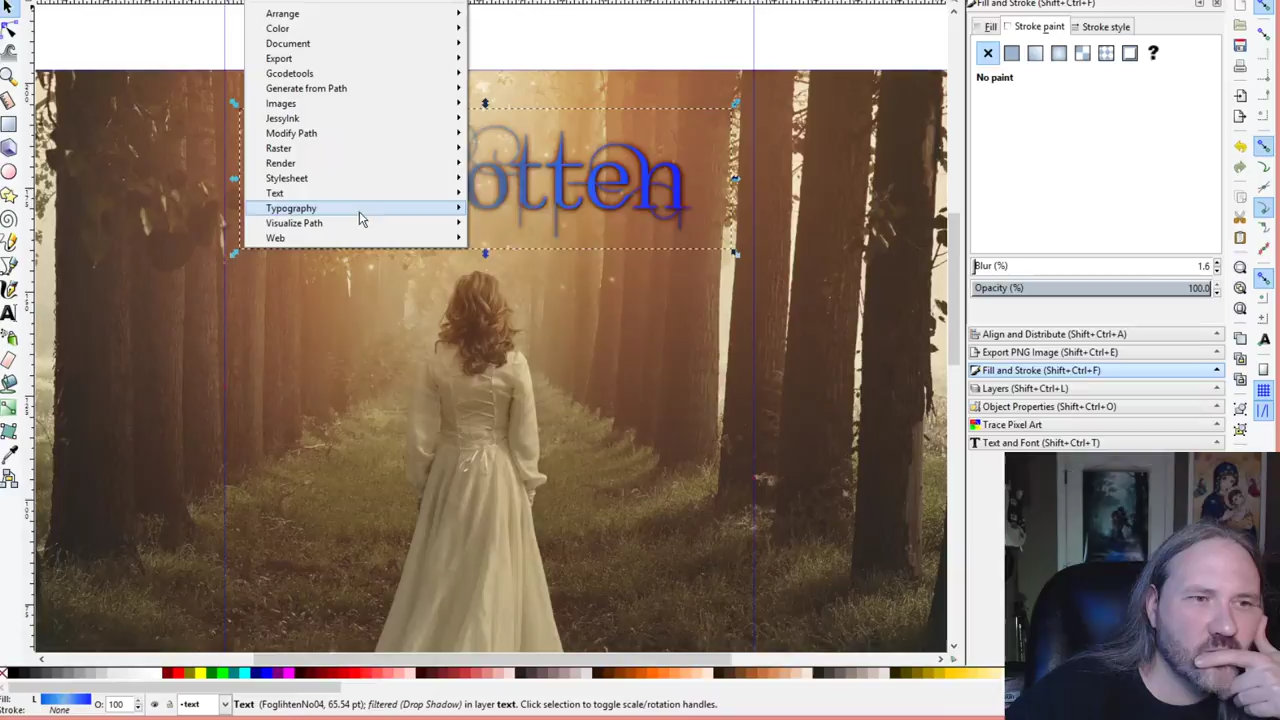 Fill and Stroke (Shift+Ctrl+F)
Arrange
Color
Document
Export
Gcodetools
Generate from Path
Images
JessyInk
Modify Path
Raster
Render
Stylesheet
Text
Typography
Visualize Path
Web
otten
Fill
Stroke paint
Stroke style
?
No paint
Blur (%)
1.6
Opacity (%)
100.0
Align and Distribute (Shift+Ctrl+A)
Export PNG Image (Shift+Ctrl+E)
Fill and Stroke (Shift+Ctrl+F)
Layers (Shift+Ctrl+L)
Object Properties (Shift+Ctrl+O)
Trace Pixel Art
Text and Font (Shift+Ctrl+T)
Fill: L
Stroke: None
O: 100
•text
Text (FoglihtenNo04, 65.54 pt); filtered (Drop Shadow) in layer text. Click selection to toggle scale/rotation handles.